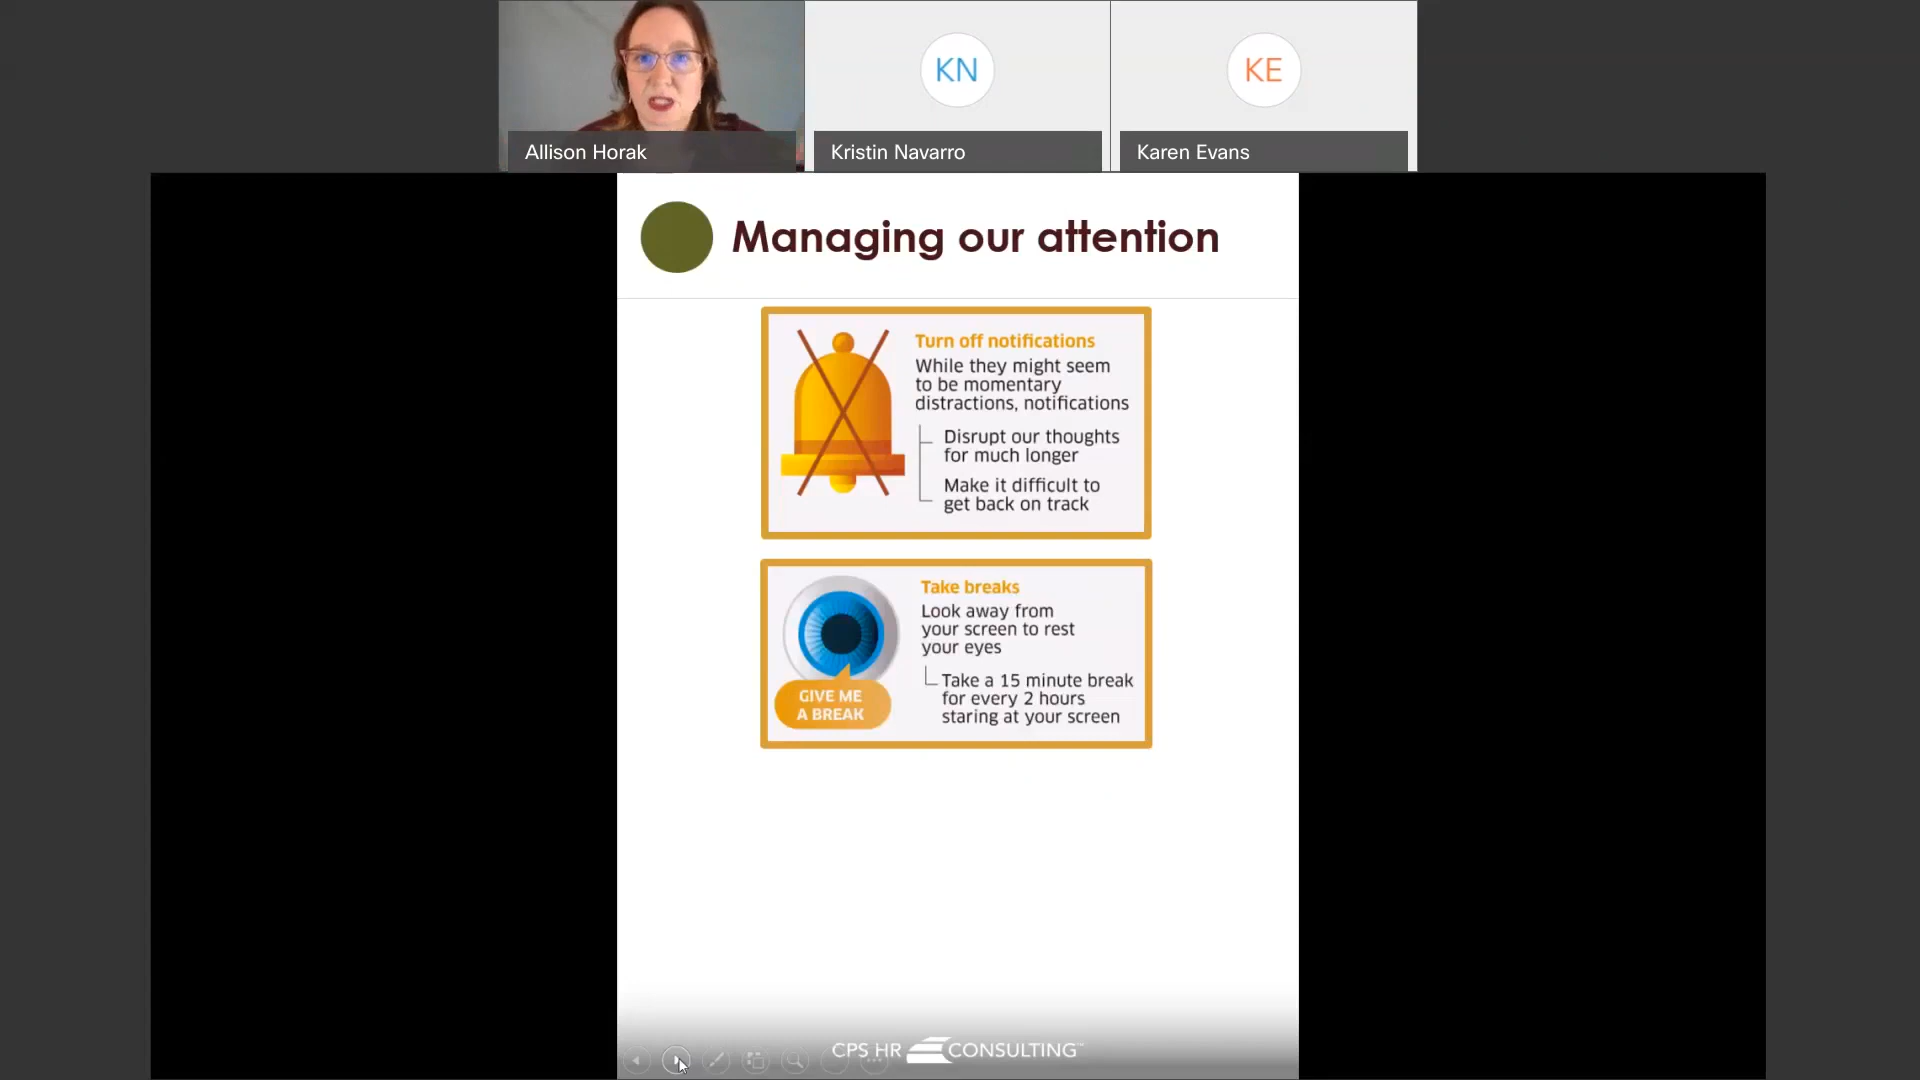 KN
KE
Allison Horak
Kristin Navarro
Karen Evans
Managing our attention
Turn off notifications
While they might seem
to be momentary
distractions, notifications
Disrupt our thoughts
for much longer
Make it difficult to
get back on track
Take breaks
Look away from
your screen to rest
your eyes
Take a 15 minute break
for every 2 hours
staring at your screen
GIVE ME
A BREAK
CPS HR CONSULTING™